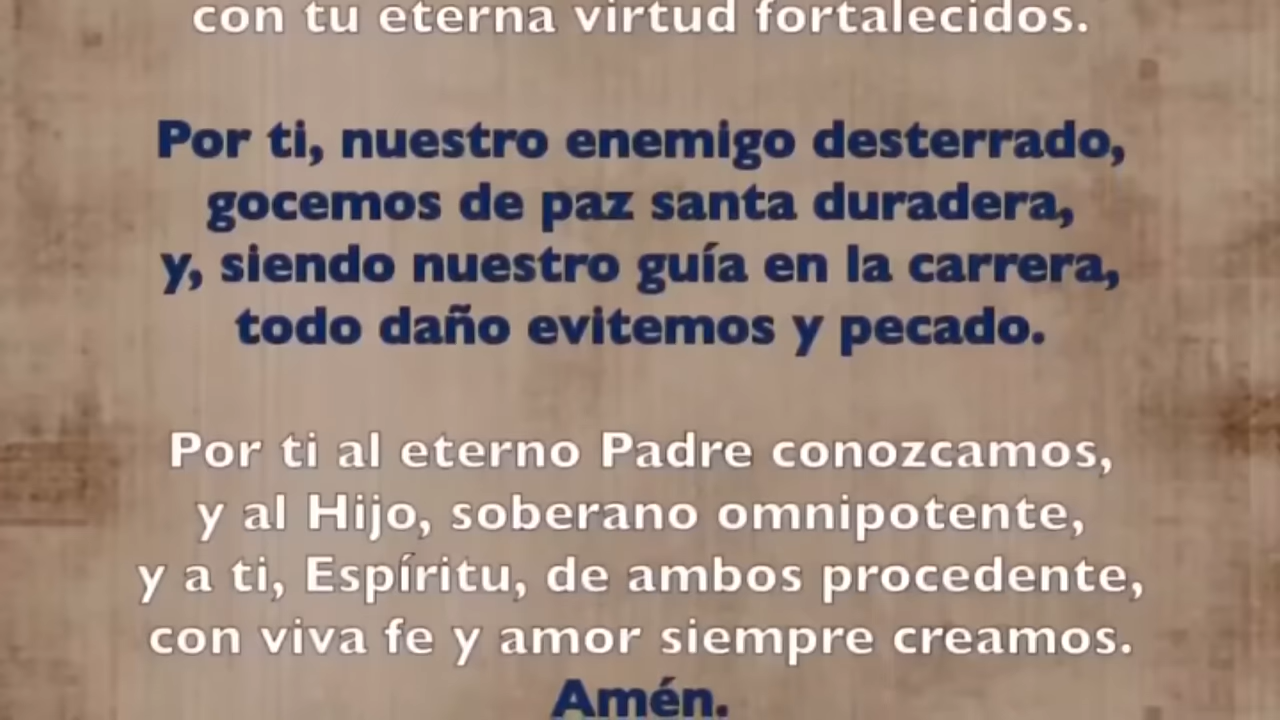 con tu eterna virtud fortalecidos.
Por ti, nuestro enemigo desterrado,
gocemos de paz santa duradera,
y, siendo nuestro guía en la carrera,
todo daño evitemos y pecado.
Por ti al eterno Padre conozcamos,
y al Hijo, soberano omnipotente,
y a ti, Espíritu, de ambos procedente,
con viva fe y amor siempre creamos.
Amén.